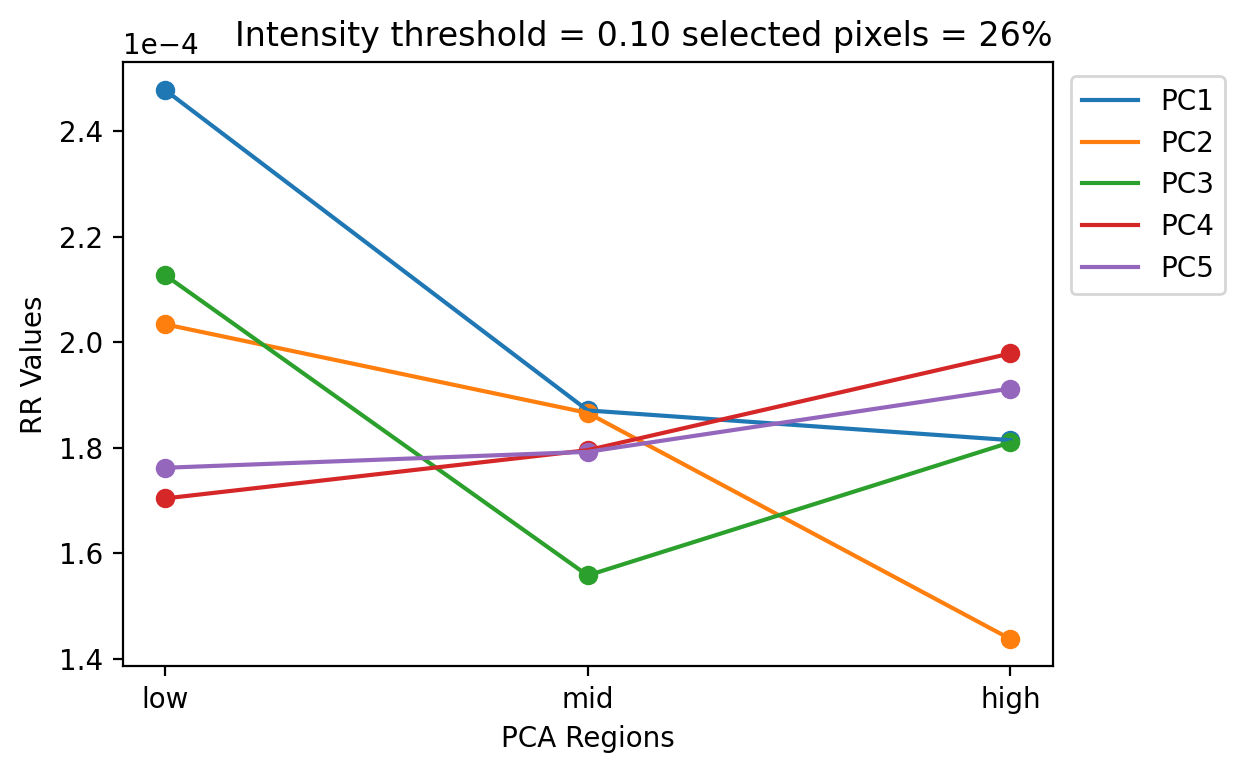 1e−4
Intensity threshold = 0.10 selected pixels = 26%
2.4
2.2
2.0
1.8
1.6
1.4
RR Values
low
mid
high
PCA Regions
PC1
PC2
PC3
PC4
PC5